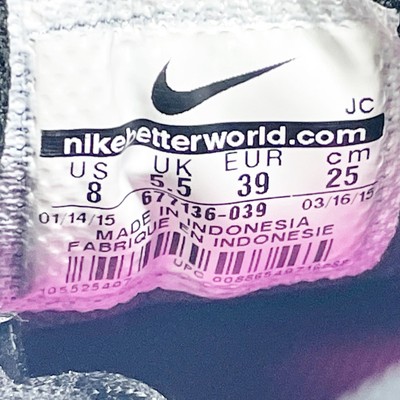 JC
nikebetterworld.com
US UK EUR cm
8 5.5 39 25
677136-039
01/14/15 03/16/15
MADE IN INDONESIA
FABRIQUE EN INDONESIE
UPC